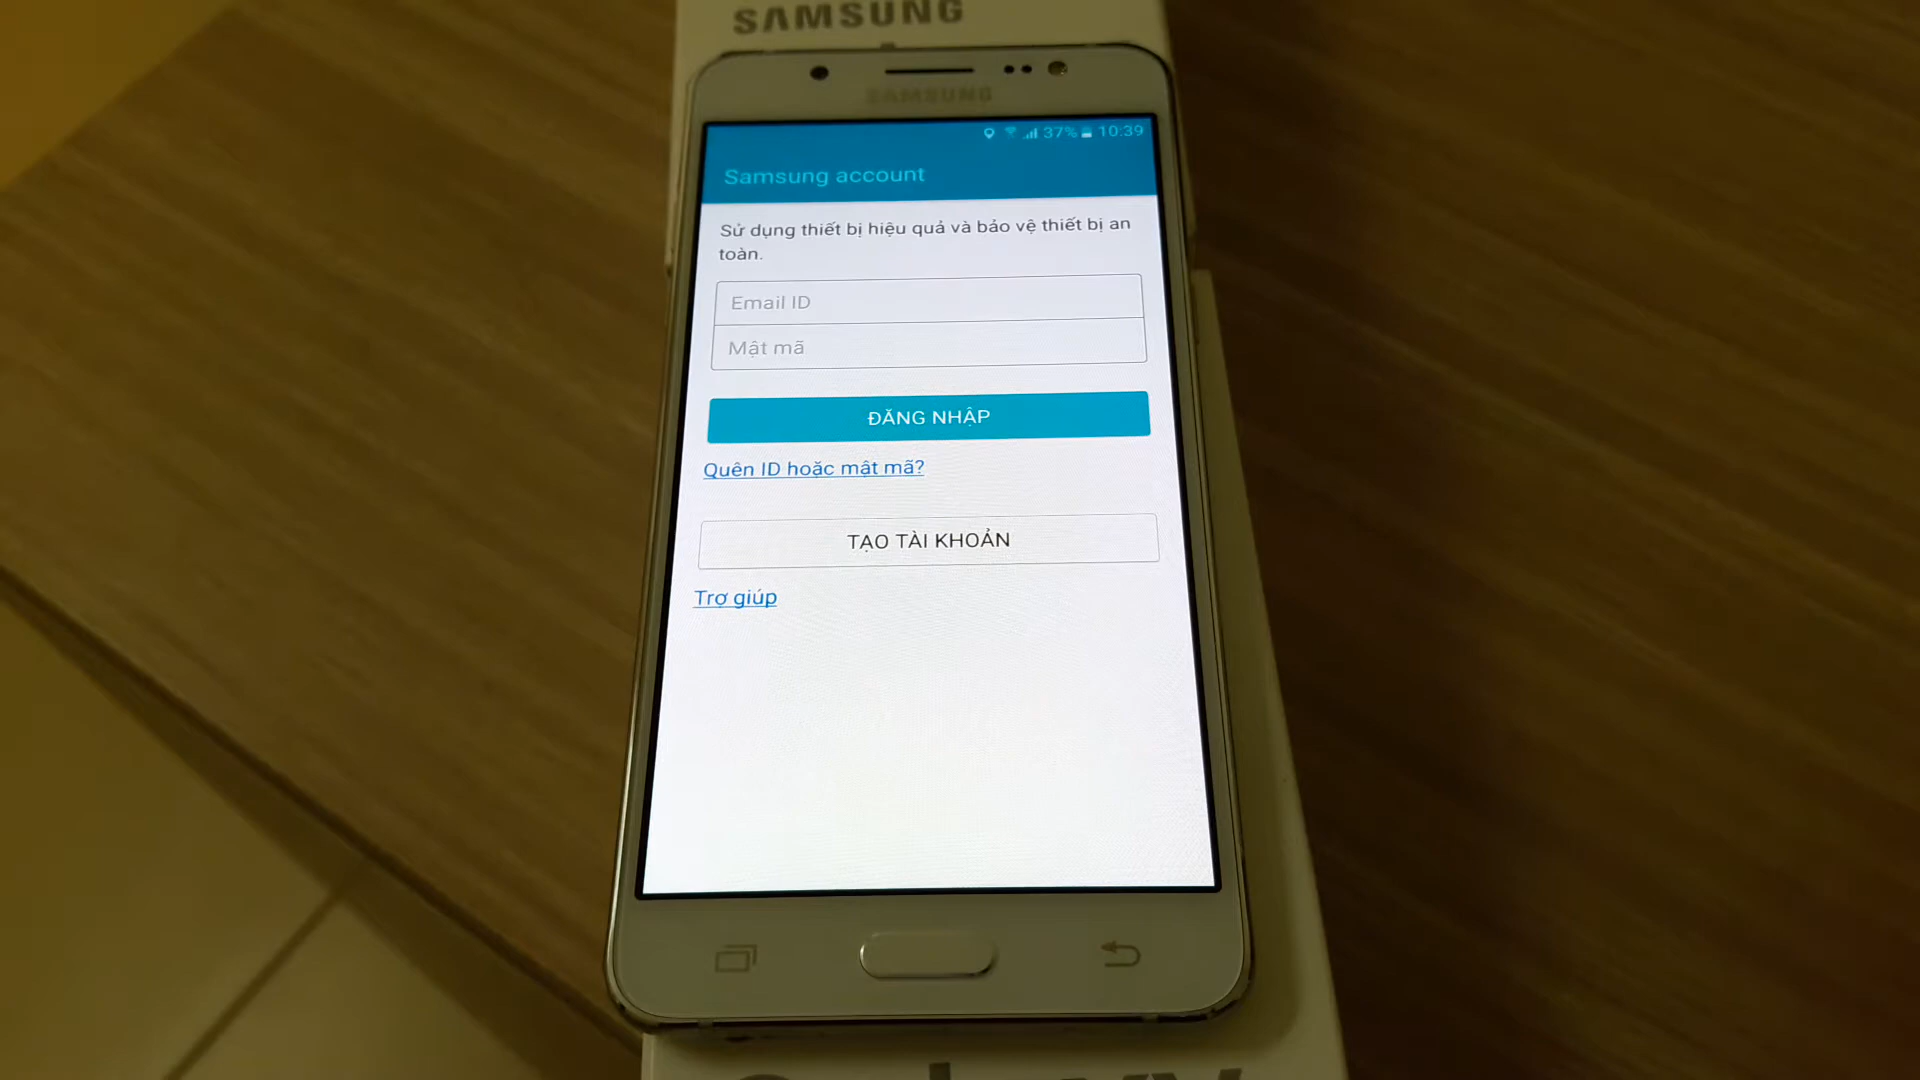 SAMSUNG
SAMSUNG
37% 10:39
Samsung account
Sử dụng thiết bị hiệu quả và bảo vệ thiết bị an
toàn.
Email ID
Mật mã
ĐĂNG NHẬP
Quên ID hoặc mật mã?
TẠO TÀI KHOẢN
Trợ giúp